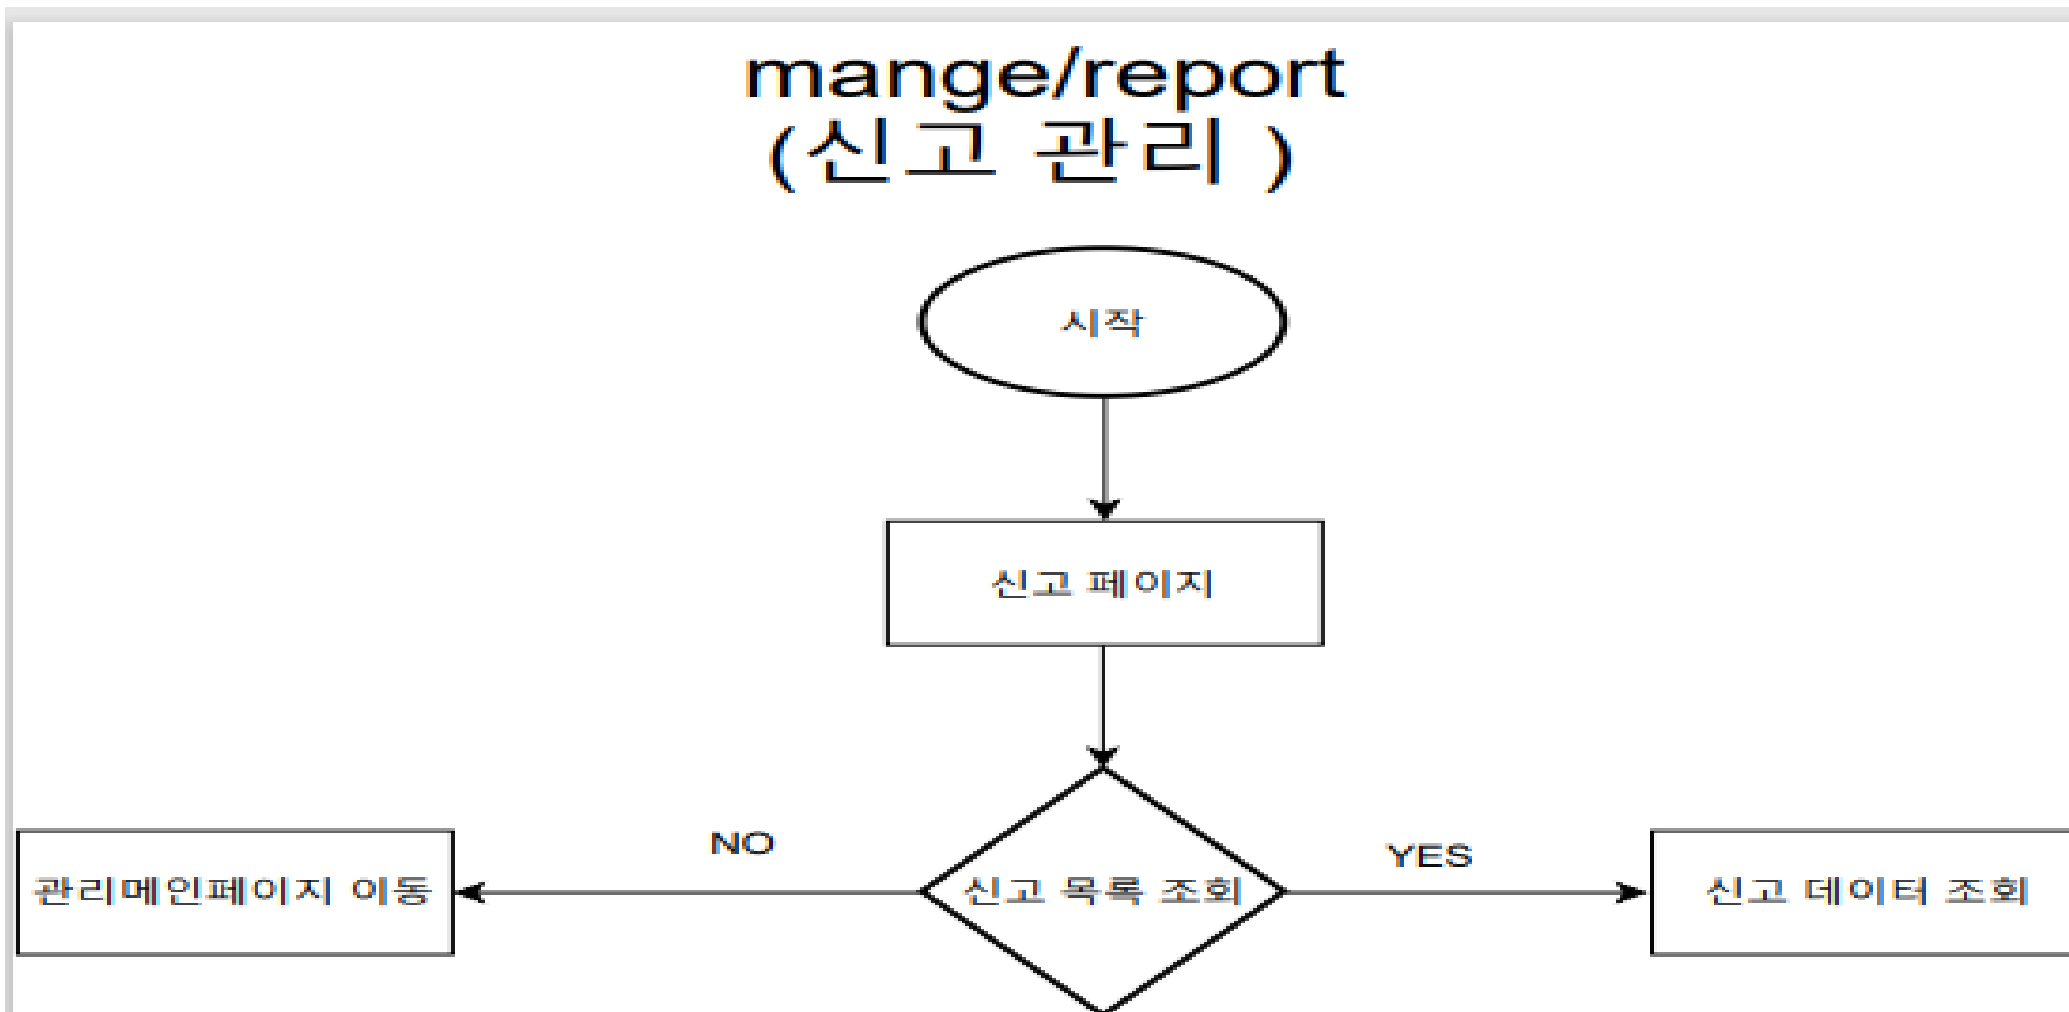 mange/report
(신고 관리 )
시작
신고 페이지
NO
YES
관리메인페이지 이동
신고 목록 조회
신고 데이터 조회